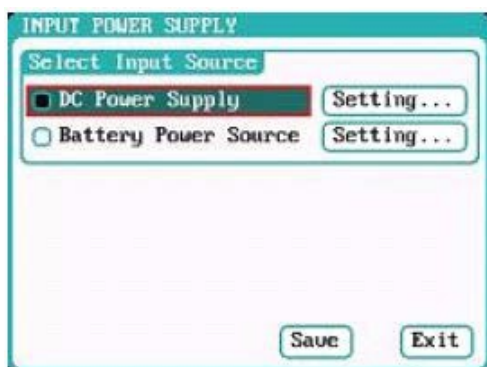 INPUT POWER SUPPLY
Select Input Source
DC Power Supply Setting...
Battery Power Source Setting...
Save Exit